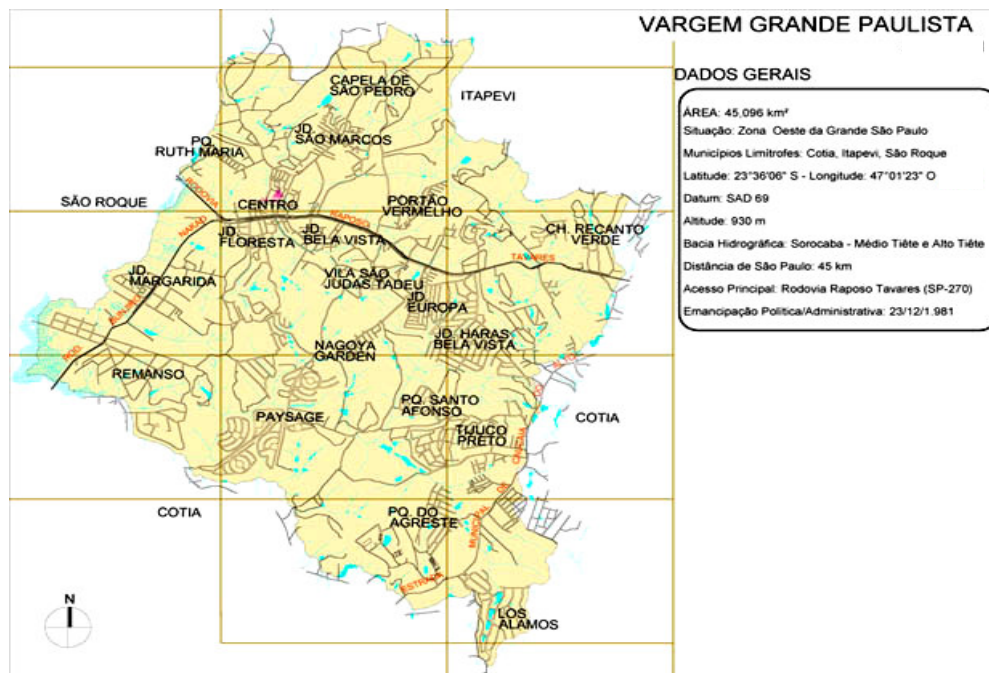 VARGEM GRANDE PAULISTA
DADOS GERAIS
ÁREA: 45,096 km²
Situação: Zona Oeste da Grande São Paulo
Municípios Limítrofes: Cotia, Itapevi, São Roque
Latitude: 23°36'06" S - Longitude: 47°01'23" O
Datum: SAD 69
Altitude: 930 m
Bacia Hidrográfica: Sorocaba - Médio Tiête e Alto Tiête
Distância de São Paulo: 45 km
Acesso Principal: Rodovia Raposo Tavares (SP-270)
Emancipação Política/Administrativa: 23/12/1.981
CAPELA DE
SÃO PEDRO
ITAPEVI
JD.
SÃO MARCOS
PQ.
RUTH MARIA
SÃO ROQUE
RODOVIA
CENTRO
RAPOSO
PORTÃO
VERMELHO
NAKAO
JD.
FLORESTA
JD.
BELA VISTA
CH. RECANTO
VERDE
TAVARES
JD.
MARGARIDA
VILA SÃO
JUDAS TADEU
JD.
EUROPA
ROD.
NAGOYA
GARDEN
JD. HARAS
BELA VISTA
REMANSO
PAYSAGE
PQ. SANTO
AFONSO
TIJUCO
PRETO
COTIA
COTIA
PQ. DO
AGRESTE
ESTRADA
MUNICIPAL
DE
LOS
ALAMOS
N